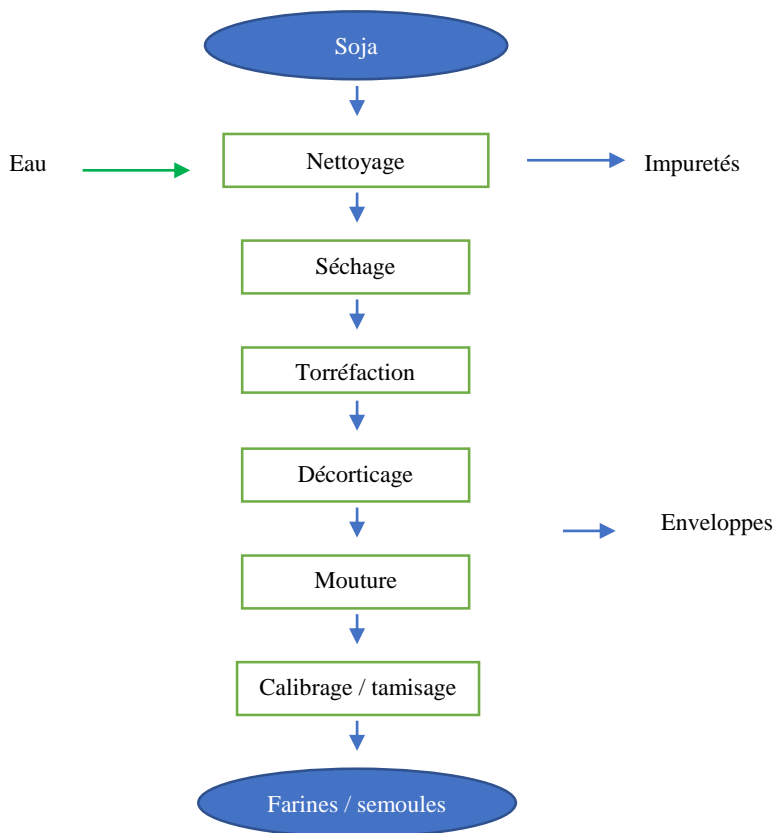 Soja
Eau
Nettoyage
Impuretés
Séchage
Torréfaction
Décorticage
Enveloppes
Mouture
Calibrage / tamisage
Farines / semoules